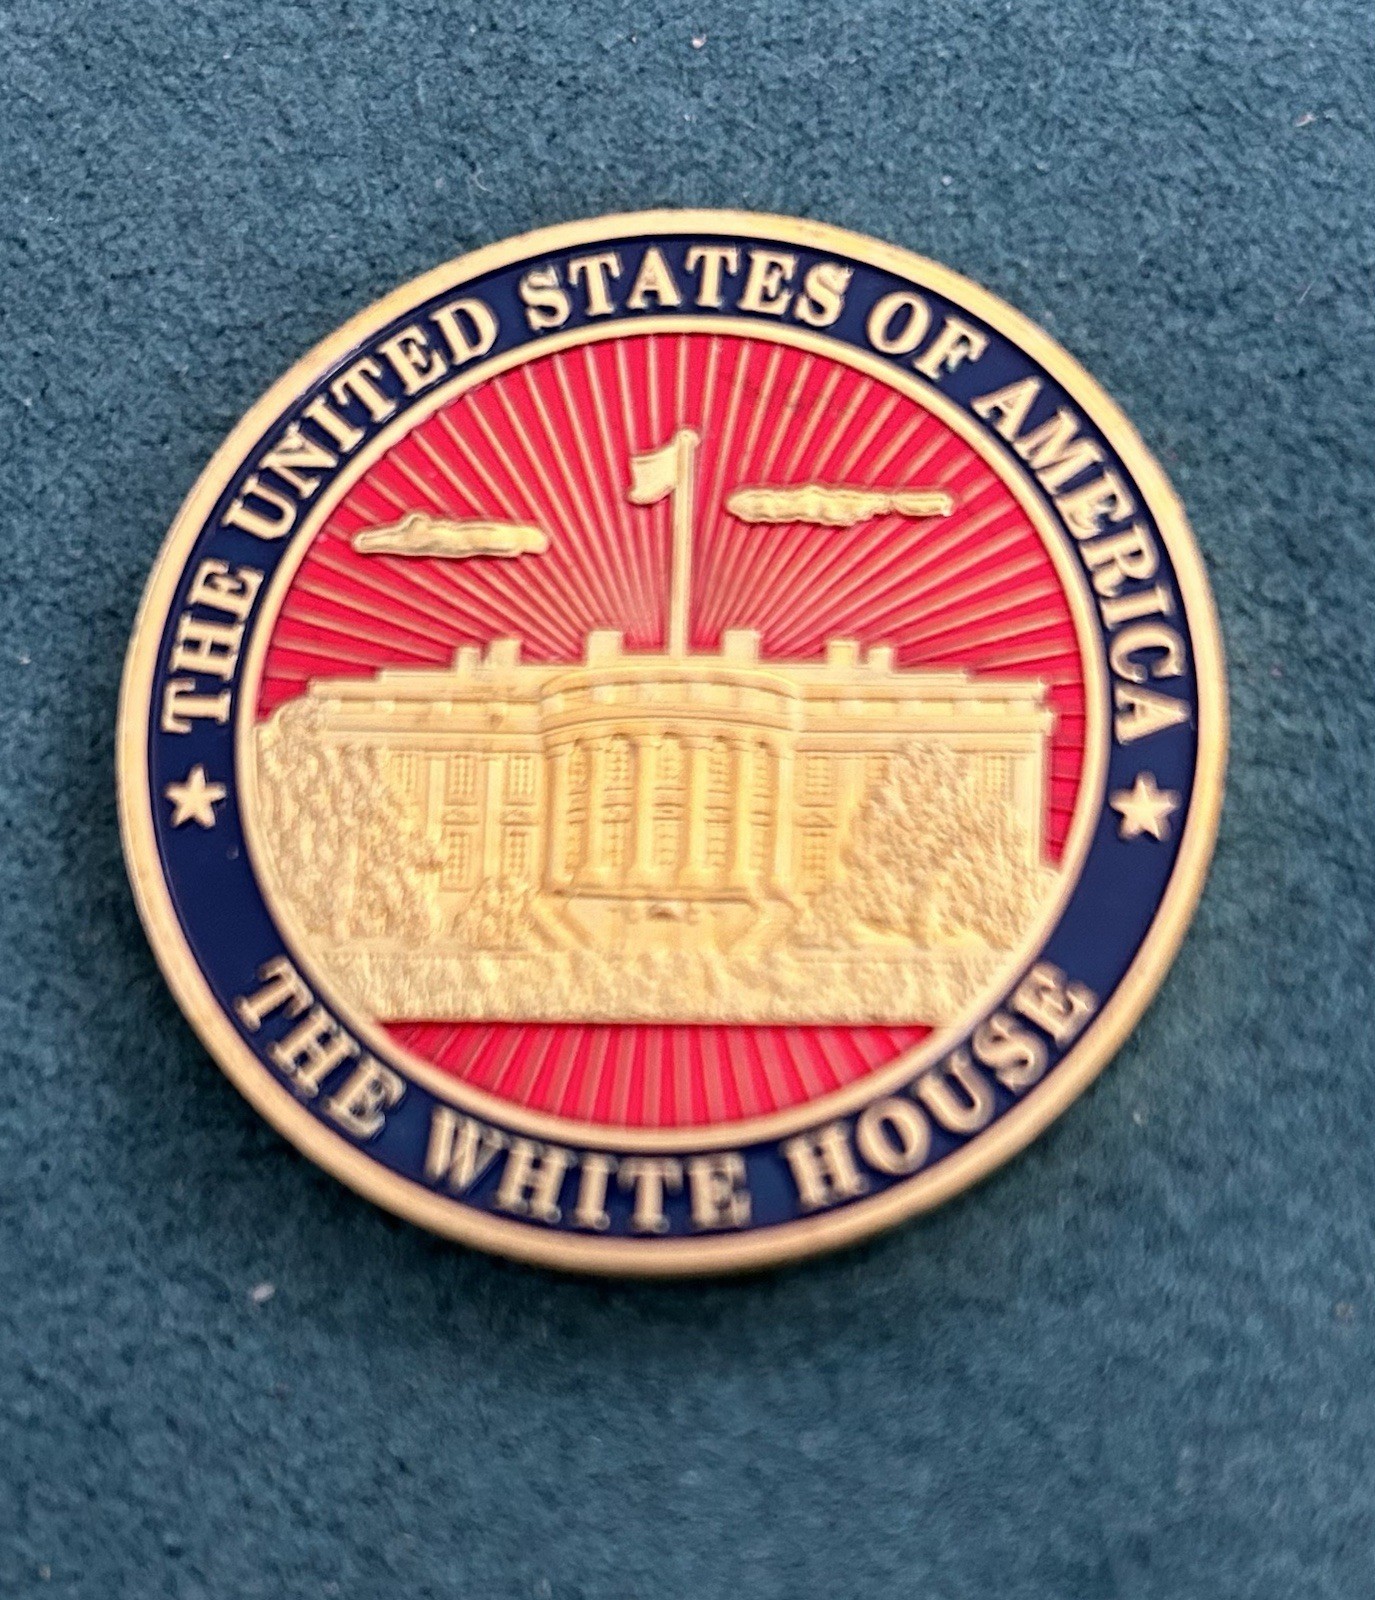 THE UNITED STATES OF AMERICA
THE WHITE HOUSE